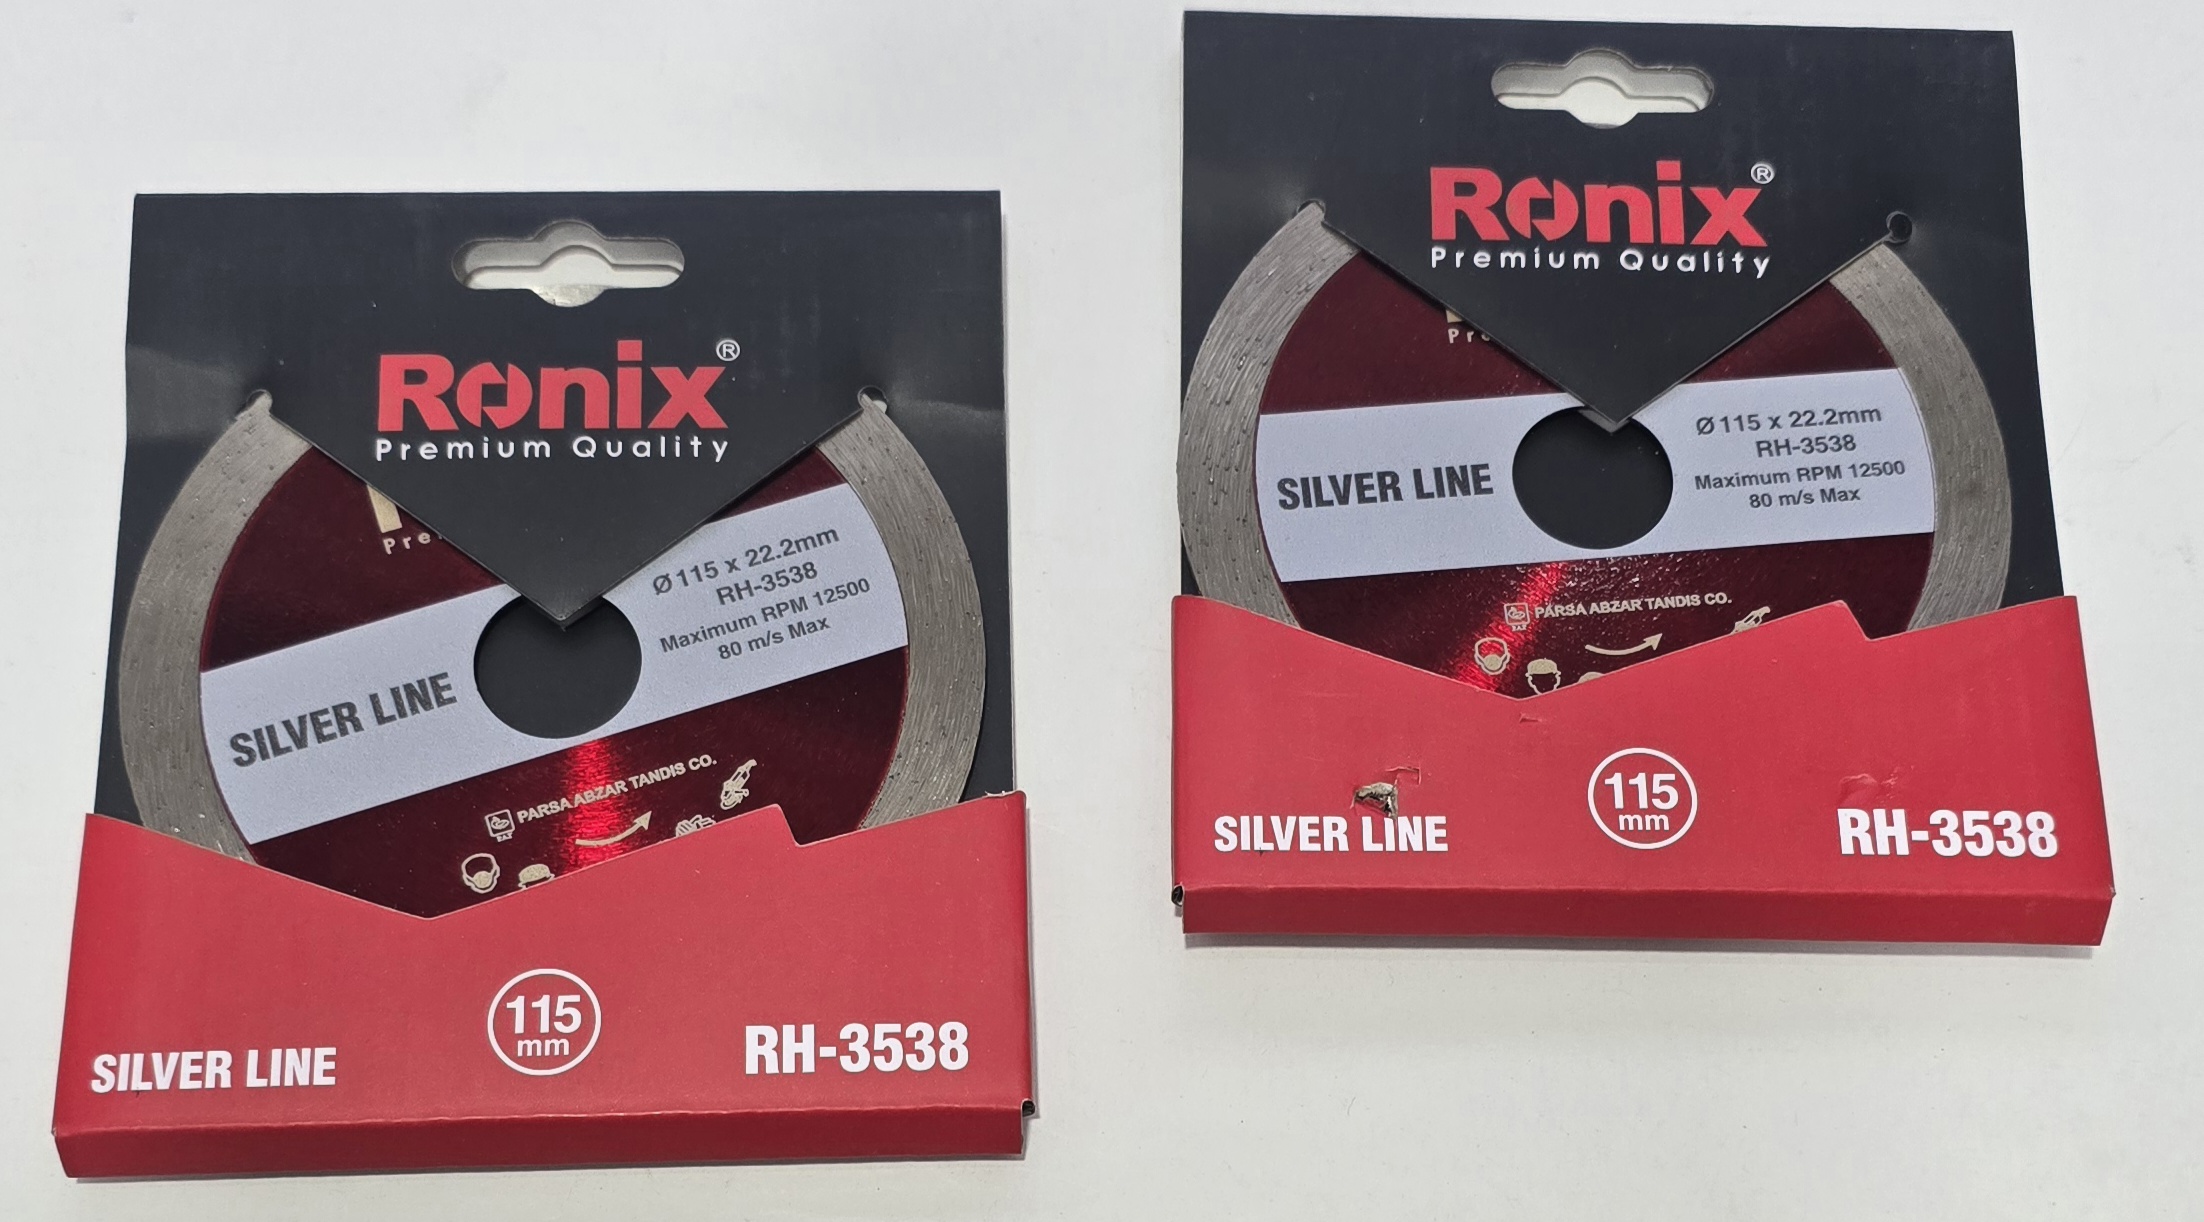 Ronix®
Premium Quality
Pre
Ø 115 x 22.2mm
RH-3538
Maximum RPM 12500
80 m/s Max
SILVER LINE
PARSA ABZAR TANDIS CO.
115
mm
SILVER LINE
RH-3538
Ronix®
Premium Quality
Pre
Ø 115 x 22.2mm
RH-3538
Maximum RPM 12500
80 m/s Max
SILVER LINE
PARSA ABZAR TANDIS CO.
115
mm
SILVER LINE
RH-3538